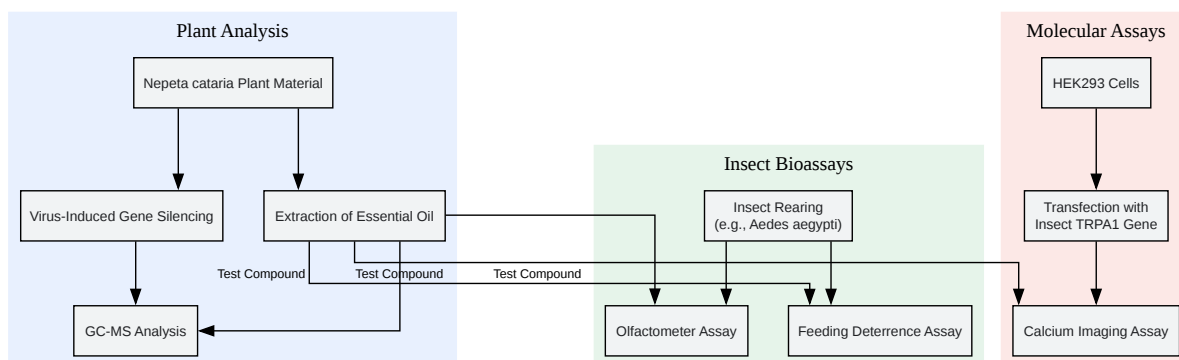 Plant Analysis
Molecular Assays
Nepeta cataria Plant Material
HEK293 Cells
Insect Bioassays
Virus-Induced Gene Silencing
Extraction of Essential Oil
Insect Rearing
(e.g., Aedes aegypti)
Transfection with
Insect TRPA1 Gene
Test Compound
Test Compound
Test Compound
GC-MS Analysis
Olfactometer Assay
Feeding Deterrence Assay
Calcium Imaging Assay